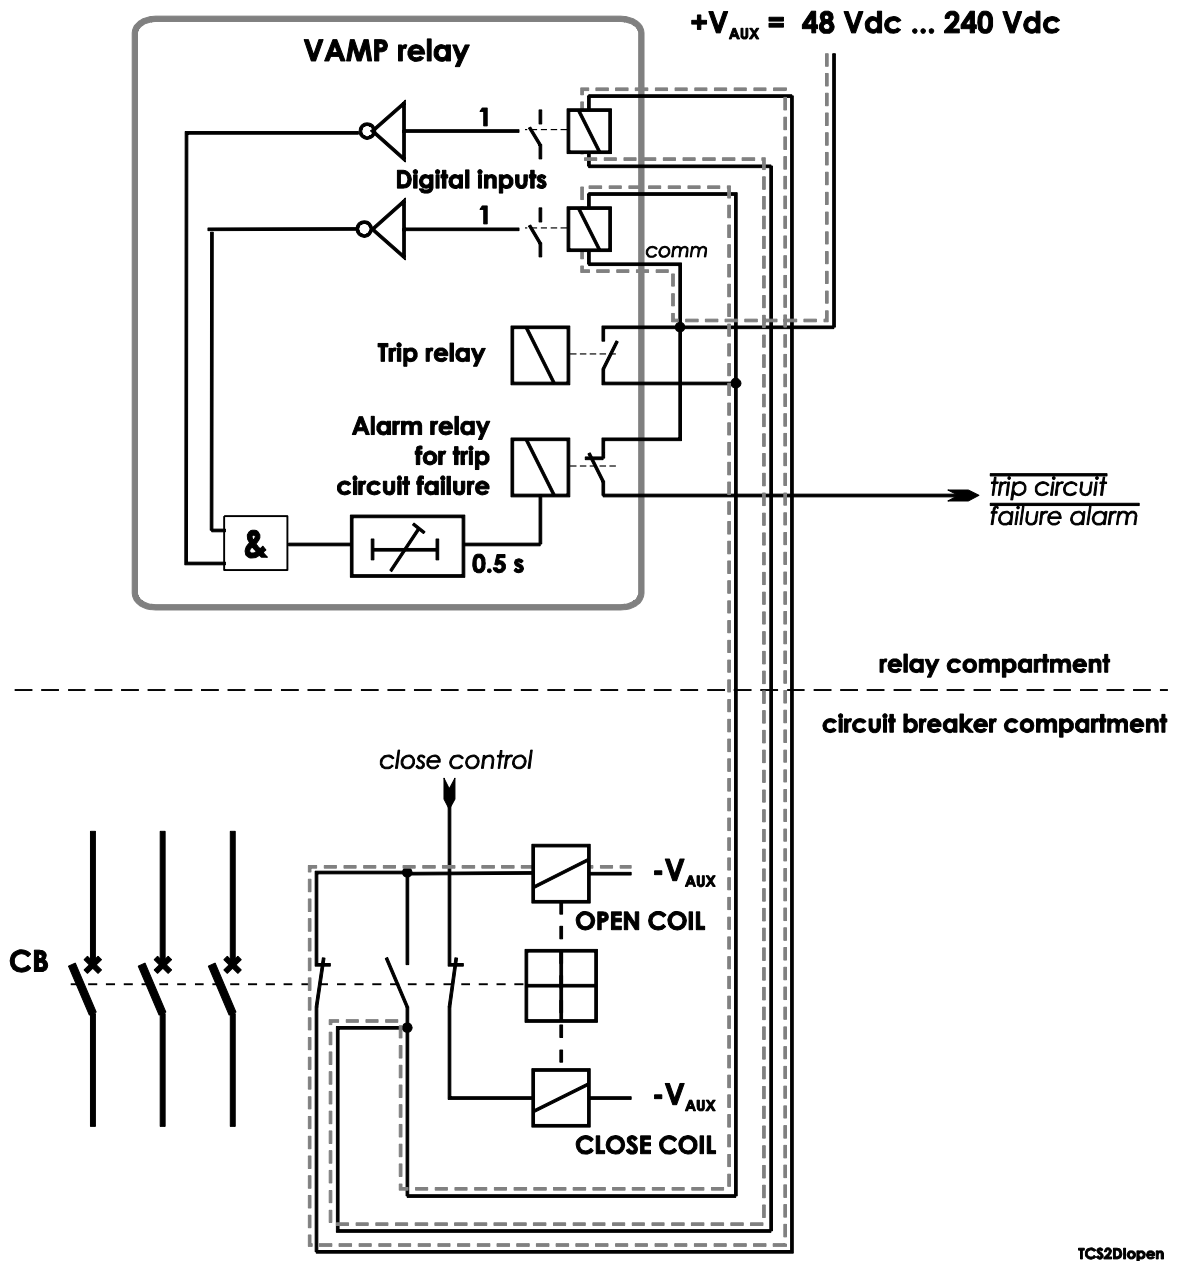 +VAUX = 48 Vdc ... 240 Vdc
VAMP relay
1
Digital inputs
1
comm
Trip relay
Alarm relay
for trip
circuit failure
trip circuit
failure alarm
&
0.5 s
relay compartment
circuit breaker compartment
close control
-VAUX
OPEN COIL
CB
-VAUX
CLOSE COIL
TCS2DIopen